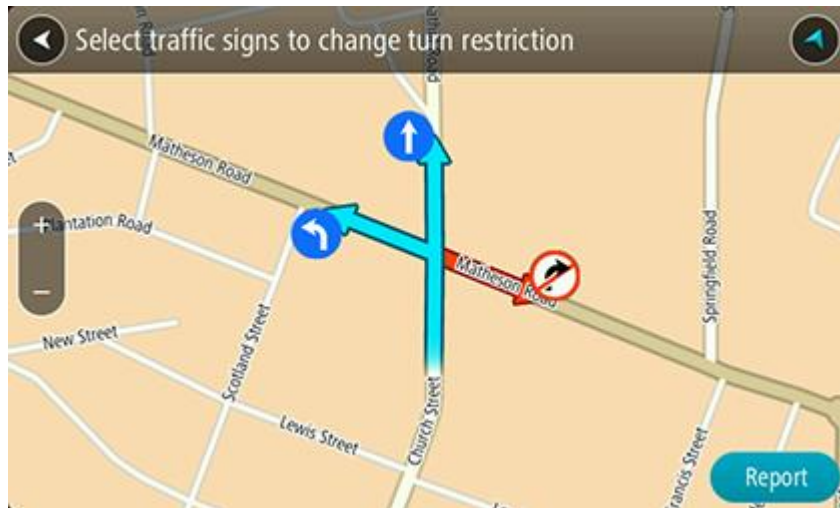 Select traffic signs to change turn restriction
Matheson Road
Plantation Road
Matheson Road
Springfield Road
New Street
Scotland Street
Lewis Street
Church Street
Francis Street
Report